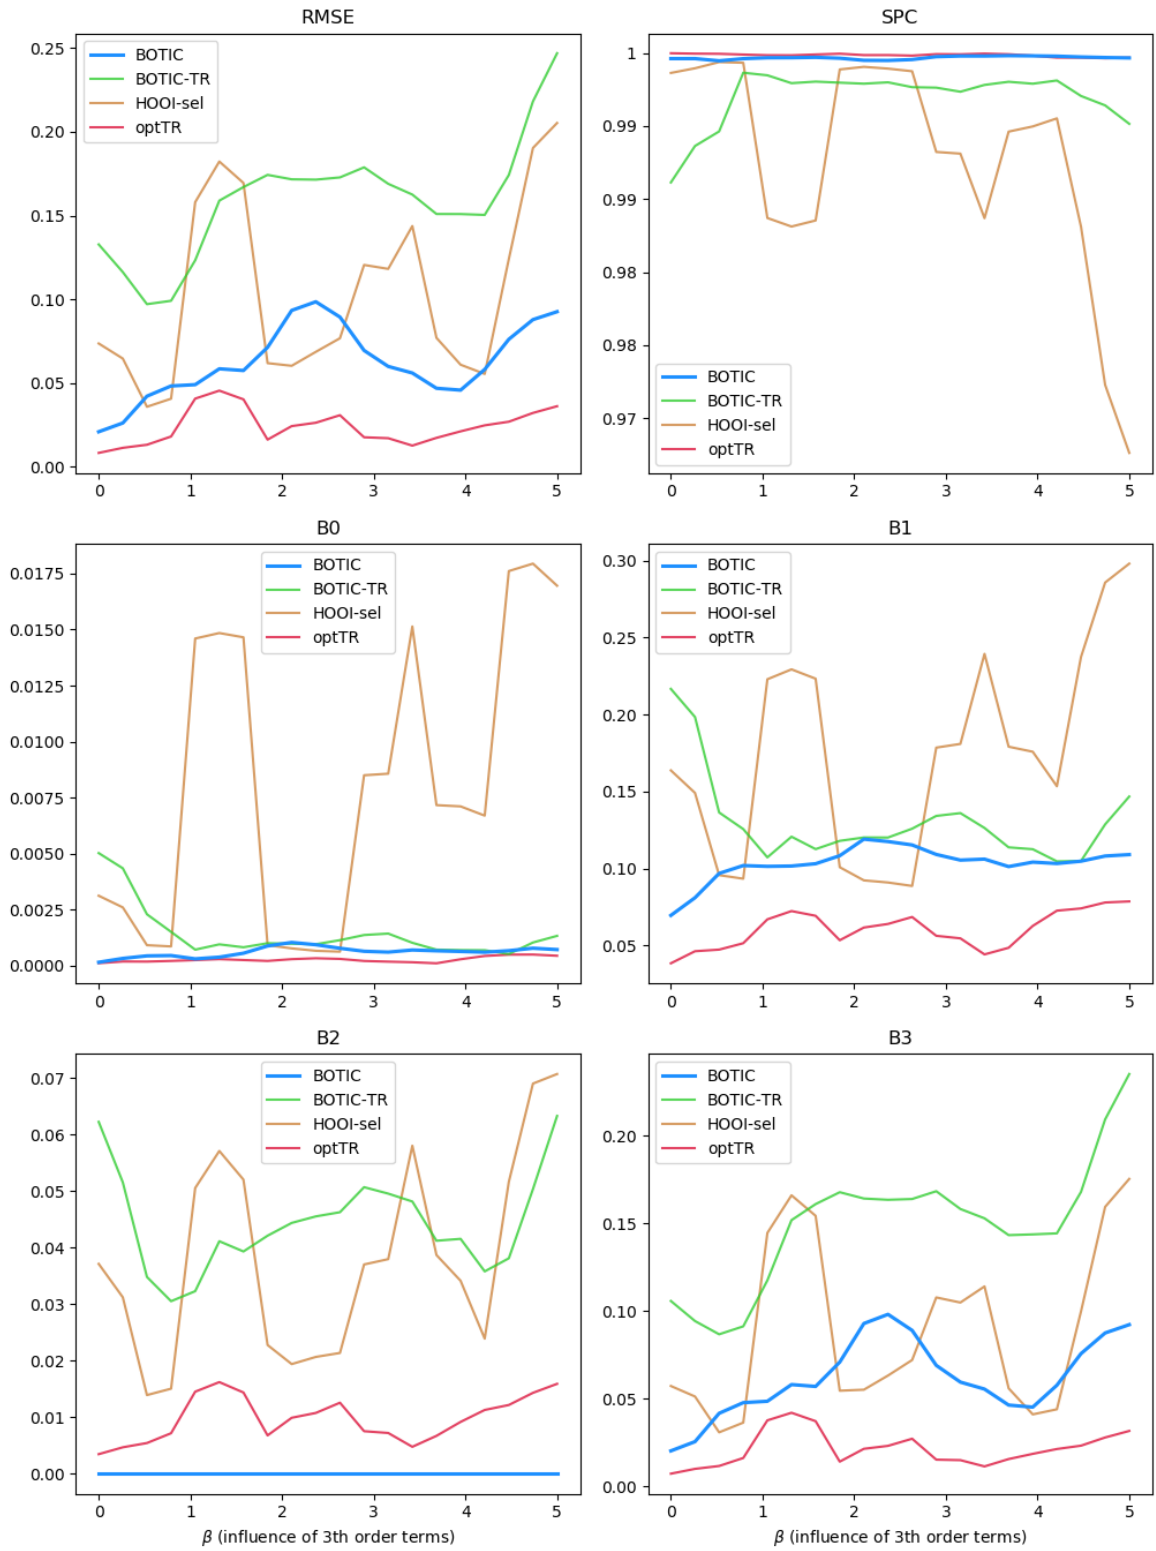 RMSE
0.25
0.20
0.15
0.10
0.05
0.00
BOTIC
BOTIC-TR
HOOI-sel
optTR
0 1 2 3 4 5
SPC
1
0.99
0.99
0.98
0.98
0.97
BOTIC
BOTIC-TR
HOOI-sel
optTR
0 1 2 3 4 5
B0
0.0175
0.0150
0.0125
0.0100
0.0075
0.0050
0.0025
0.0000
BOTIC
BOTIC-TR
HOOI-sel
optTR
0 1 2 3 4 5
B1
0.30
0.25
0.20
0.15
0.10
0.05
BOTIC
BOTIC-TR
HOOI-sel
optTR
0 1 2 3 4 5
B2
0.07
0.06
0.05
0.04
0.03
0.02
0.01
0.00
BOTIC
BOTIC-TR
HOOI-sel
optTR
0 1 2 3 4 5
β (influence of 3th order terms)
B3
0.20
0.15
0.10
0.05
0.00
BOTIC
BOTIC-TR
HOOI-sel
optTR
0 1 2 3 4 5
β (influence of 3th order terms)